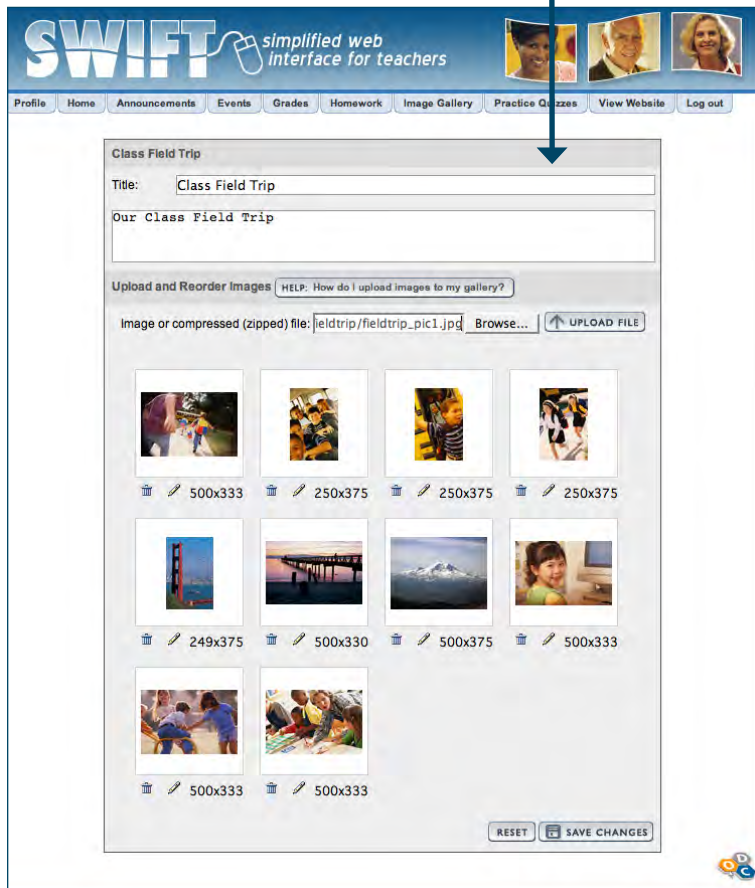 SWIFT
simplified web
interface for teachers
Profile Home Announcements Events Grades Homework Image Gallery Practice Quizzes View Website Log out
Class Field Trip
Title: Class Field Trip
Our Class Field Trip
Upload and Reorder Images HELP: How do I upload images to my gallery?
Image or compressed (zipped) file: ieldtrip/fieldtrip_pic1.jpg Browse... UPLOAD FILE
500x333 250x375 250x375 250x375
249x375 500x330 500x375 500x333
500x333 500x333
RESET SAVE CHANGES
O D C